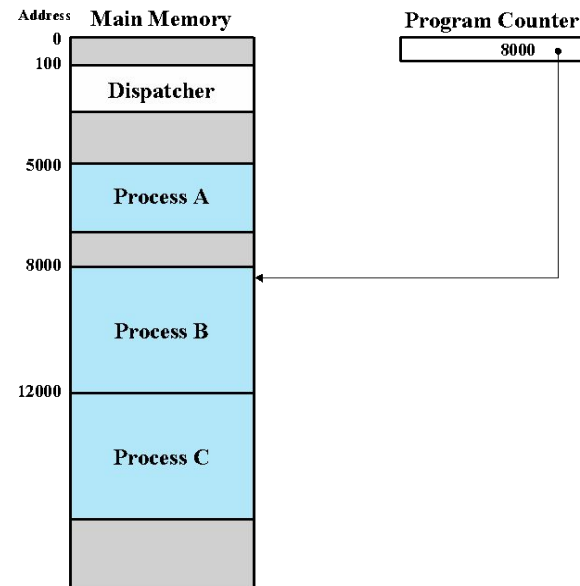 Address Main Memory
Program Counter
0
8000
100
Dispatcher
5000
Process A
8000
Process B
12000
Process C